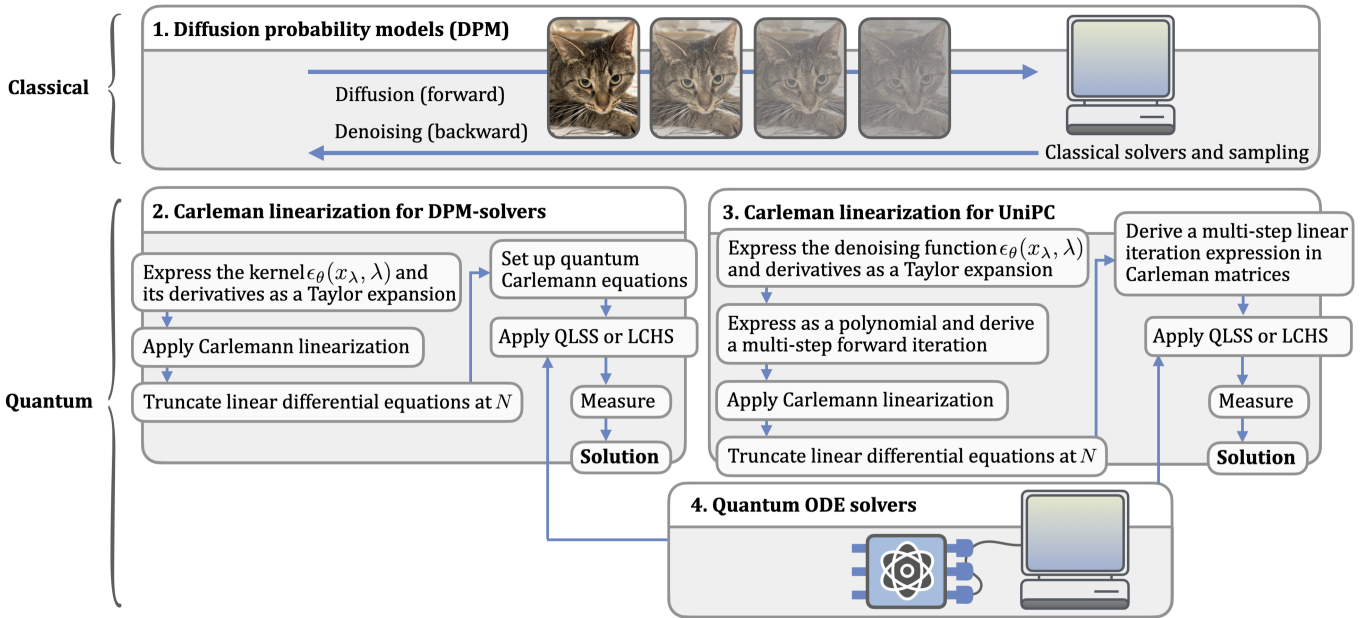 Classical
1. Diffusion probability models (DPM)
Diffusion (forward)
Denoising (backward)
Classical solvers and sampling
Quantum
2. Carleman linearization for DPM-solvers
Express the kernel ϵ_θ(x_λ, λ) and
its derivatives as a Taylor expansion
Apply Carlemann linearization
Truncate linear differential equations at N
Set up quantum
Carlemann equations
Apply QLSS or LCHS
Measure
Solution
3. Carleman linearization for UniPC
Express the denoising function ϵ_θ(x_λ, λ)
and derivatives as a Taylor expansion
Express as a polynomial and derive
a multi-step forward iteration
Apply Carlemann linearization
Truncate linear differential equations at N
Derive a multi-step linear
iteration expression in
Carleman matrices
Apply QLSS or LCHS
Measure
Solution
4. Quantum ODE solvers